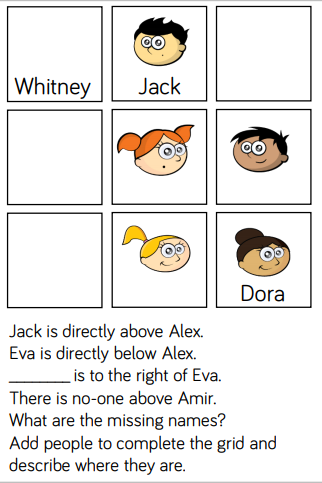 Whitney Jack
Dora
Jack is directly above Alex.
Eva is directly below Alex.
________ is to the right of Eva.
There is no-one above Amir.
What are the missing names?
Add people to complete the grid and
describe where they are.